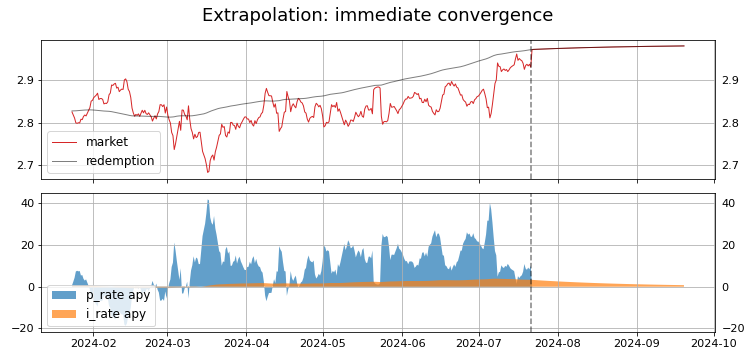 Extrapolation: immediate convergence
2.9 2.9
2.8 2.8
2.7 2.7
market
redemption
40 40
20 20
0 0
−20 −20
p_rate apy
i_rate apy
2024-02 2024-03 2024-04 2024-05 2024-06 2024-07 2024-08 2024-09 2024-10